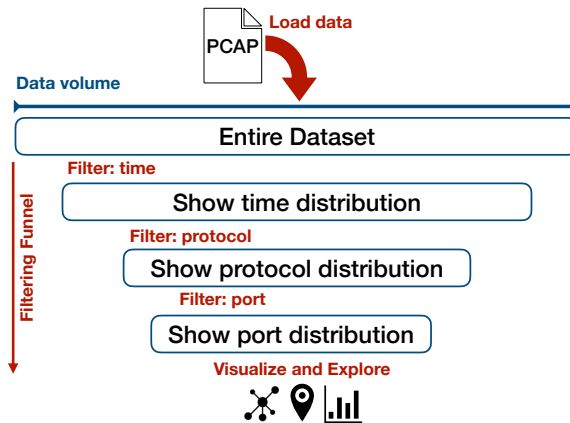 Load data
PCAP
Data volume
Entire Dataset
Filter: time
Show time distribution
Filter: protocol
Show protocol distribution
Filter: port
Show port distribution
Visualize and Explore
Filtering Funnel